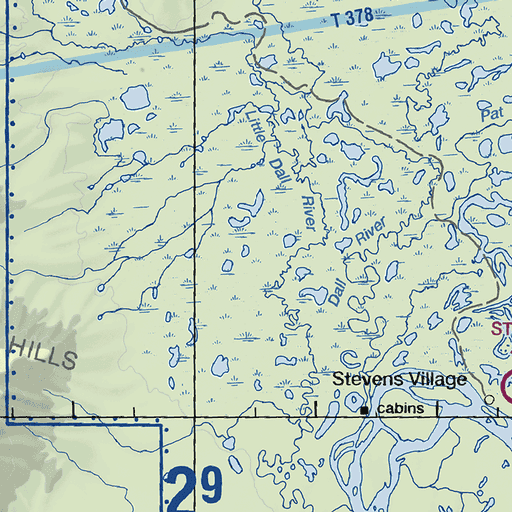 T 378
Pat
Little Dall River
Dall River
HILLS
ST
Stevens Village
cabins
29